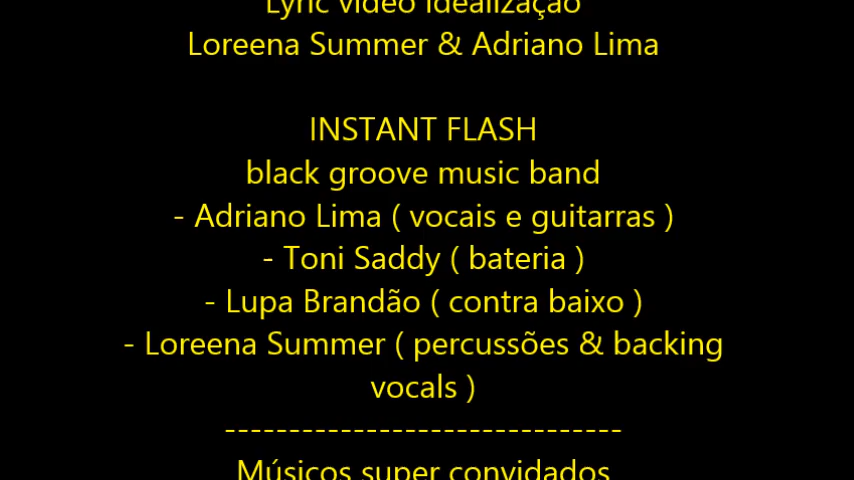 Lyric vídeo idealização
Loreena Summer & Adriano Lima
INSTANT FLASH
black groove music band
- Adriano Lima ( vocais e guitarras )
- Toni Saddy ( bateria )
- Lupa Brandão ( contra baixo )
- Loreena Summer ( percussões & backing
vocals )
-------------------------------
Músicos super convidados